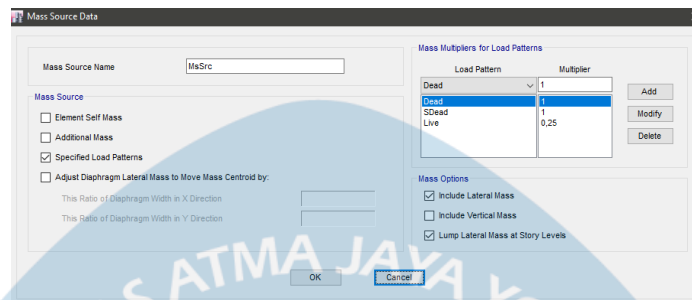 Mass Source Data
Mass Source Name
MsSrc
Mass Source
Element Self Mass
Additional Mass
Specified Load Patterns
Adjust Diaphragm Lateral Mass to Move Mass Centroid by:
This Ratio of Diaphragm Width in X Direction
This Ratio of Diaphragm Width in Y Direction
Mass Multipliers for Load Patterns
Load Pattern Multiplier
Dead 1
Dead 1
SDead 1
Live 0,25
Add
Modify
Delete
Mass Options
Include Lateral Mass
Include Vertical Mass
Lump Lateral Mass at Story Levels
OK Cancel
S ATMA JAYA Y